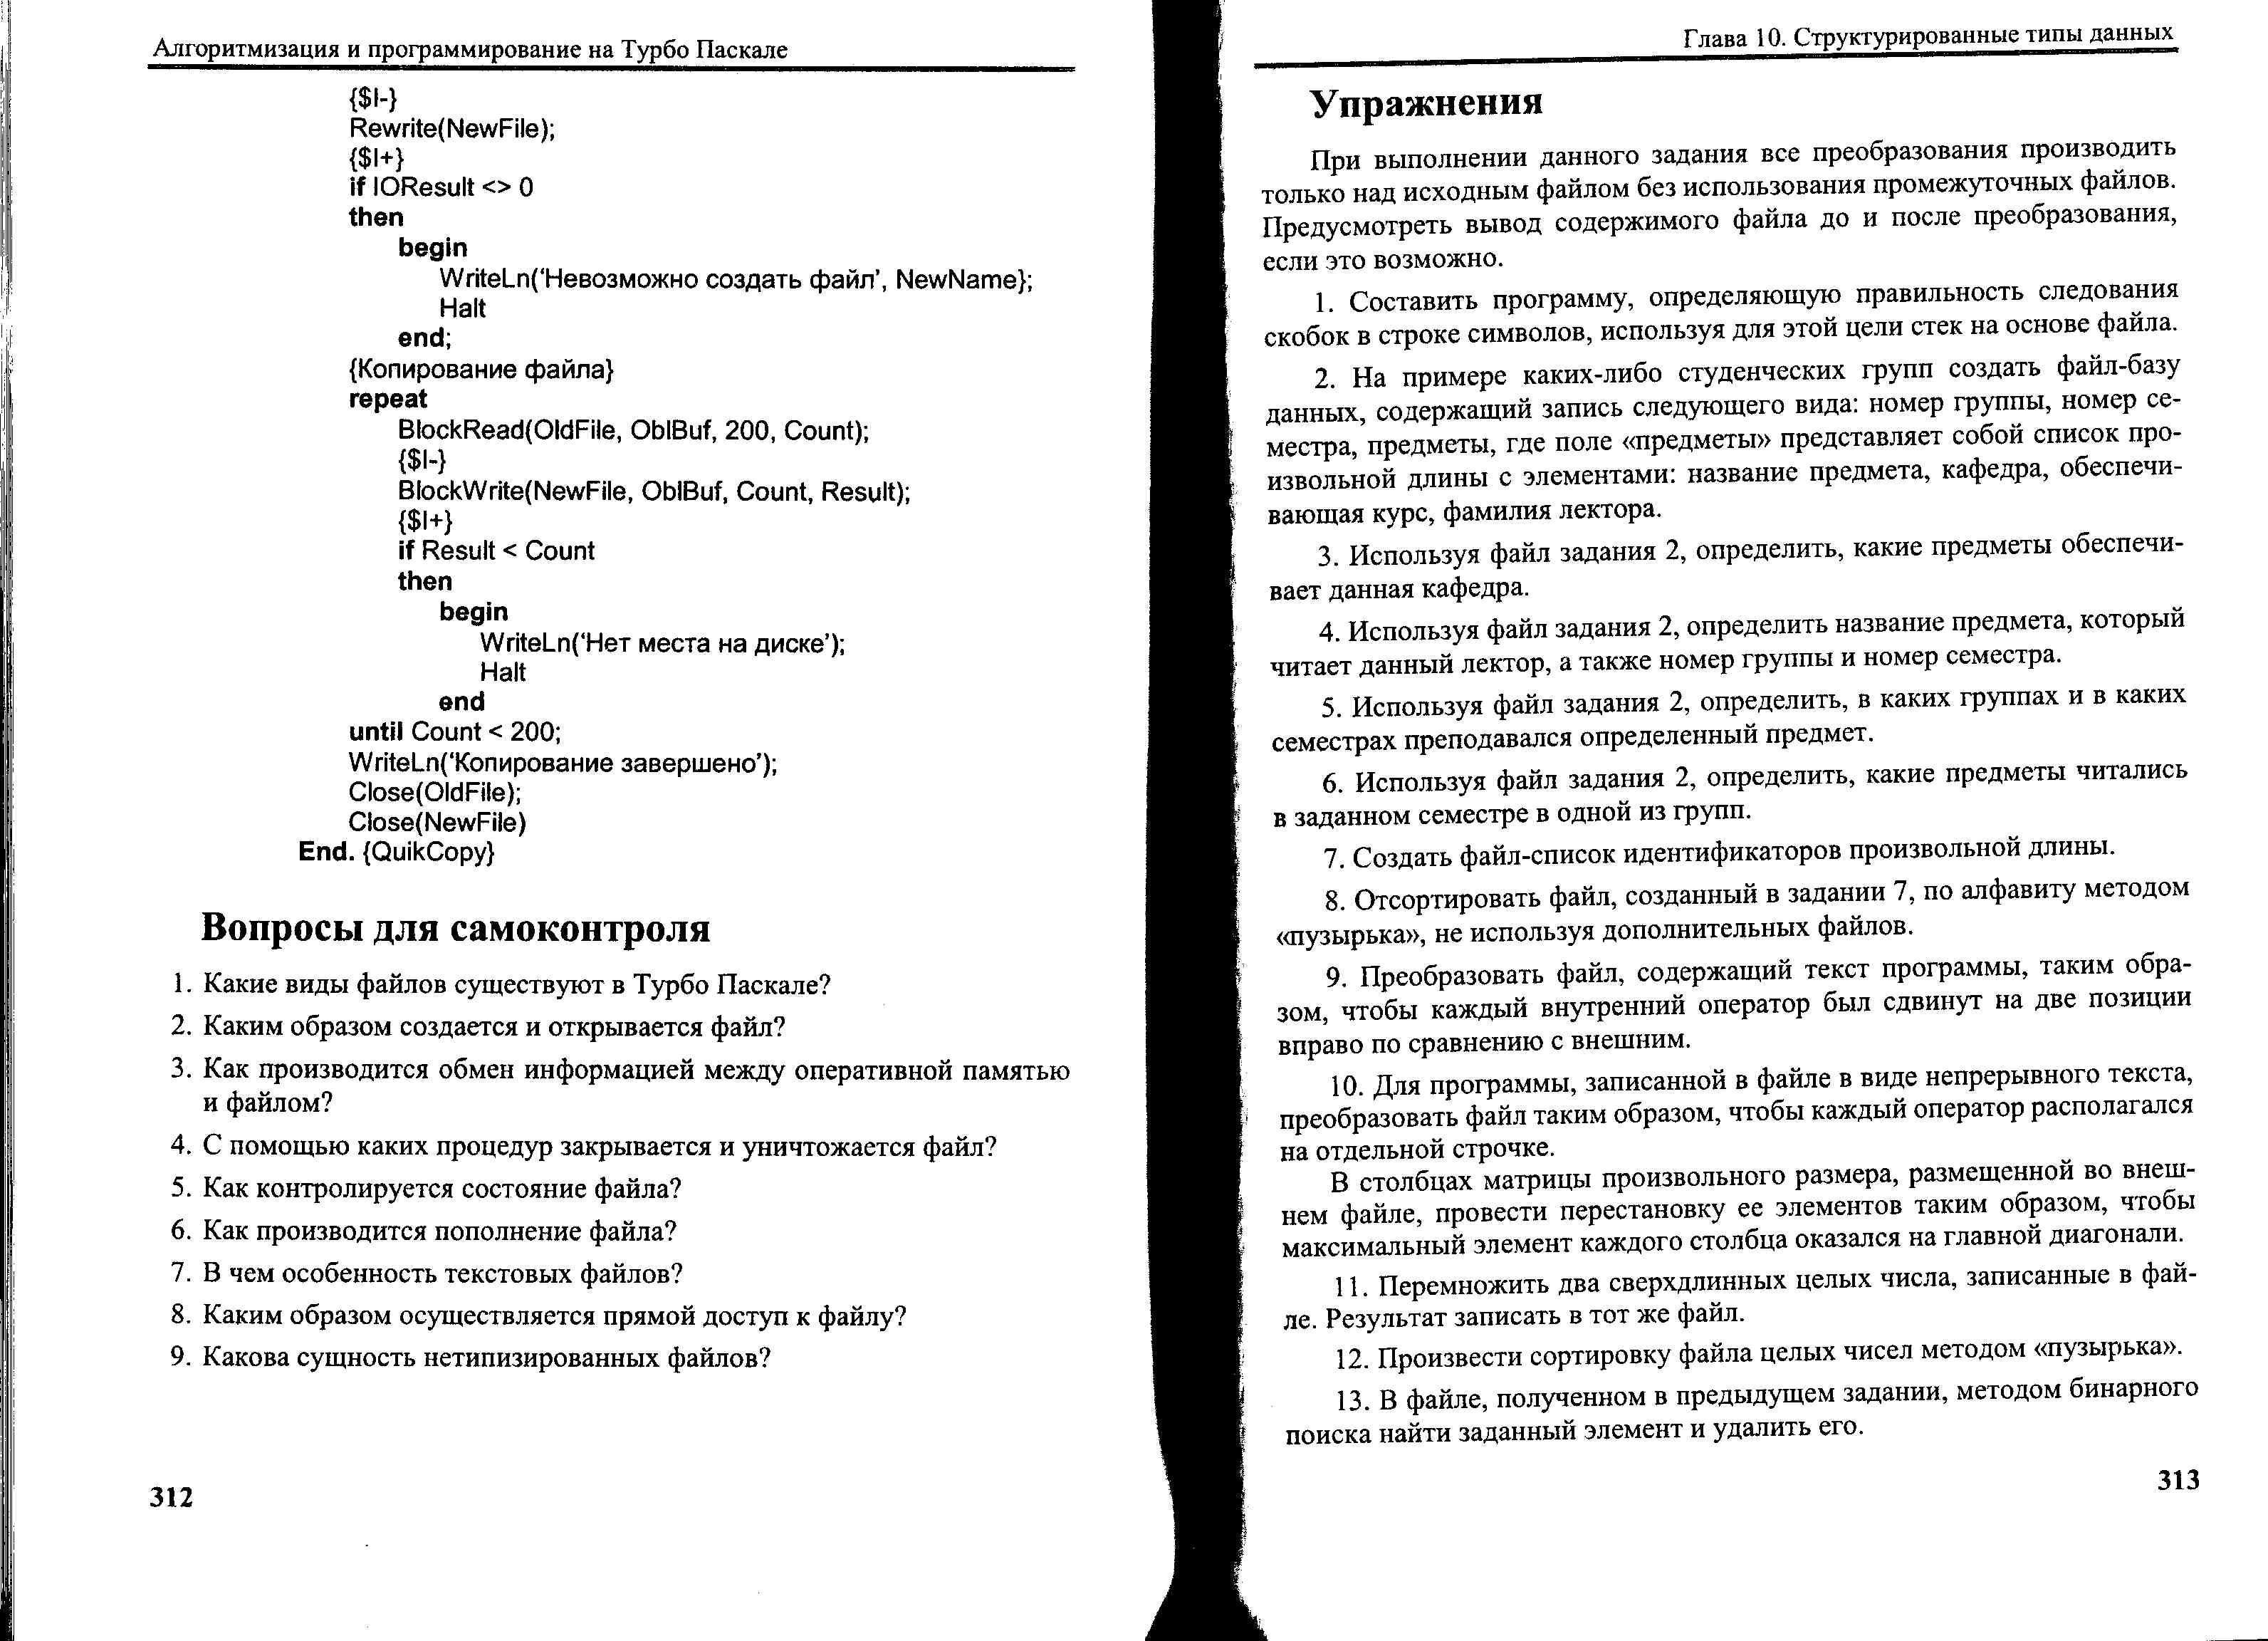 Алгоритмизация и программирование на Турбо Паскале
{$I-}
Rewrite(NewFile);
{$I+}
if IOResult <> 0
then
begin
WriteLn(‘Невозможно создать файл’, NewName};
Halt
end;
{Копирование файла}
repeat
BlockRead(OldFile, OblBuf, 200, Count);
{$I-}
BlockWrite(NewFile, OblBuf, Count, Result);
{$I+}
if Result < Count
then
begin
WriteLn(‘Нет места на диске’);
Halt
end
until Count < 200;
WriteLn(‘Копирование завершено’);
Close(OldFile);
Close(NewFile)
End. {QuikCopy}
Вопросы для самоконтроля
1. Какие виды файлов существуют в Турбо Паскале?
2. Каким образом создается и открывается файл?
3. Как производится обмен информацией между оперативной памятью
и файлом?
4. С помощью каких процедур закрывается и уничтожается файл?
5. Как контролируется состояние файла?
6. Как производится пополнение файла?
7. В чем особенность текстовых файлов?
8. Каким образом осуществляется прямой доступ к файлу?
9. Какова сущность нетипизированных файлов?
312
Глава 10. Структурированные типы данных
Упражнения
При выполнении данного задания все преобразования производить
только над исходным файлом без использования промежуточных файлов.
Предусмотреть вывод содержимого файла до и после преобразования,
если это возможно.
1. Составить программу, определяющую правильность следования
скобок в строке символов, используя для этой цели стек на основе файла.
2. На примере каких-либо студенческих групп создать файл-базу
данных, содержащий запись следующего вида: номер группы, номер се-
местра, предметы, где поле «предметы» представляет собой список про-
извольной длины с элементами: название предмета, кафедра, обеспечи-
вающая курс, фамилия лектора.
3. Используя файл задания 2, определить, какие предметы обеспечи-
вает данная кафедра.
4. Используя файл задания 2, определить название предмета, который
читает данный лектор, а также номер группы и номер семестра.
5. Используя файл задания 2, определить, в каких группах и в каких
семестрах преподавался определенный предмет.
6. Используя файл задания 2, определить, какие предметы читались
в заданном семестре в одной из групп.
7. Создать файл-список идентификаторов произвольной длины.
8. Отсортировать файл, созданный в задании 7, по алфавиту методом
«пузырька», не используя дополнительных файлов.
9. Преобразовать файл, содержащий текст программы, таким обра-
зом, чтобы каждый внутренний оператор был сдвинут на две позиции
вправо по сравнению с внешним.
10. Для программы, записанной в файле в виде непрерывного текста,
преобразовать файл таким образом, чтобы каждый оператор располагался
на отдельной строчке.
В столбцах матрицы произвольного размера, размещенной во внеш-
нем файле, провести перестановку ее элементов таким образом, чтобы
максимальный элемент каждого столбца оказался на главной диагонали.
11. Перемножить два сверхдлинных целых числа, записанные в фай-
ле. Результат записать в тот же файл.
12. Произвести сортировку файла целых чисел методом «пузырька».
13. В файле, полученном в предыдущем задании, методом бинарного
поиска найти заданный элемент и удалить его.
313